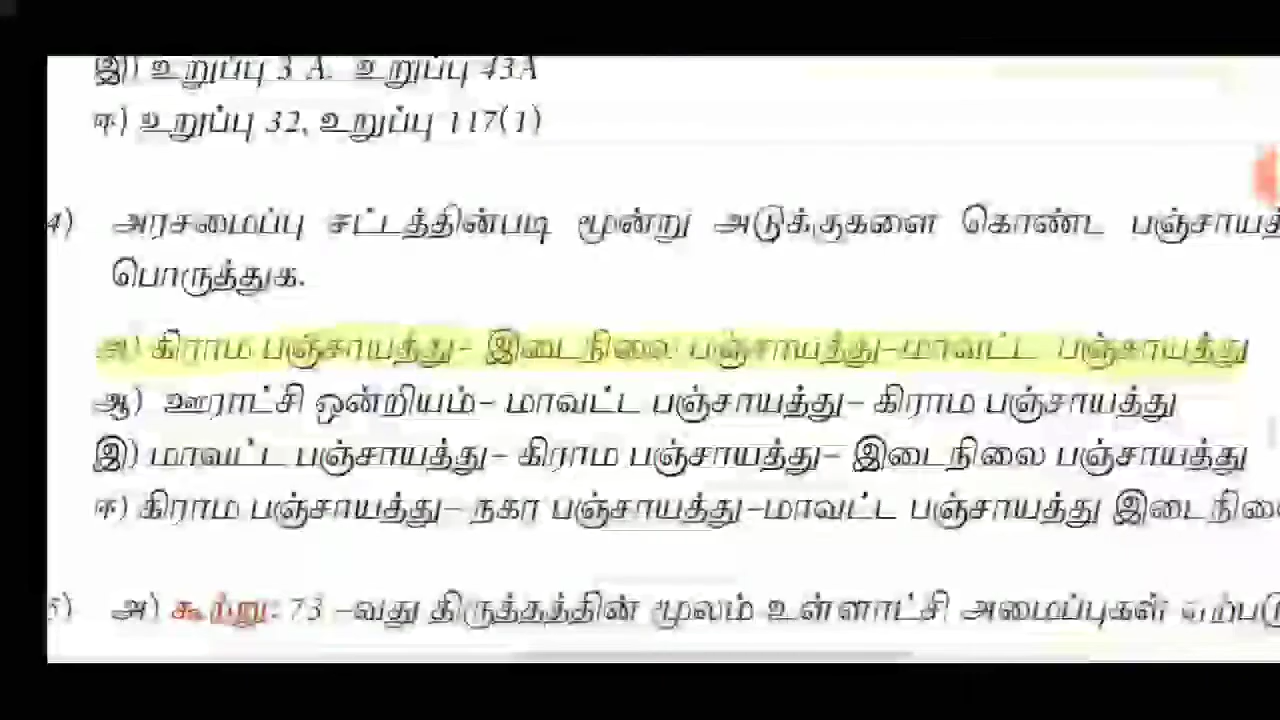 இ) உறுப்பு 3 A. உறுப்பு 43A
ஈ) உறுப்பு 32, உறுப்பு 117(1)
4) அரசமைப்பு சட்டத்தின்படி மூன்று அடுக்குகளை கொண்ட
பொருத்துக.
அ) கிராம பஞ்சாயத்து- இடைநிலை பஞ்சாயத்து-மாவட்ட பஞ்சாயத்து
ஆ) ஊராட்சி ஒன்றியம்- மாவட்ட பஞ்சாயத்து- கிராம பஞ்சாயத்து
இ) மாவட்ட பஞ்சாயத்து- கிராம பஞ்சாயத்து- இடைநிலை பஞ்சாயத்து
ஈ) கிராம பஞ்சாயத்து- நகர பஞ்சாயத்து-மாவட்ட பஞ்சாயத்து
5) அ) கூற்று: 73 -வது திருத்தத்தின் மூலம் உள்ளாட்சி அமைப்புகள்